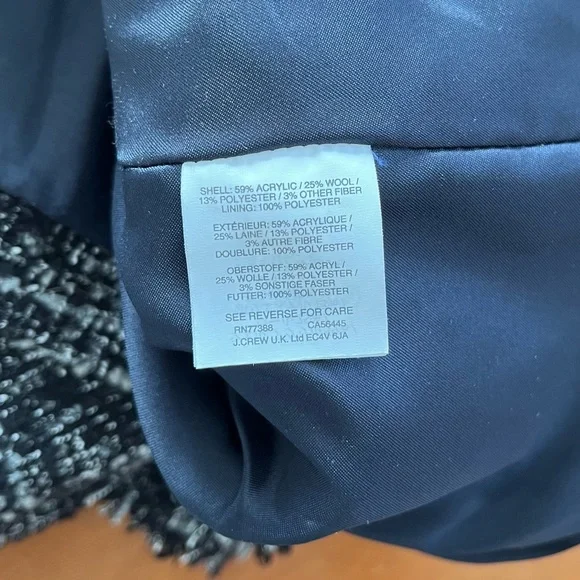 SHELL: 59% ACRYLIC / 25% WOOL /
13% POLYESTER / 3% OTHER FIBER
LINING: 100% POLYESTER
EXTÉRIEUR: 59% ACRYLIQUE /
25% LAINE / 13% POLYESTER /
3% AUTRE FIBRE
DOUBLURE: 100% POLYESTER
OBERSTOFF: 59% ACRYL /
25% WOLLE / 13% POLYESTER /
3% SONSTIGE FASER
FUTTER: 100% POLYESTER
SEE REVERSE FOR CARE
RN77388 CA56445
J.CREW U.K. Ltd EC4V 6JA